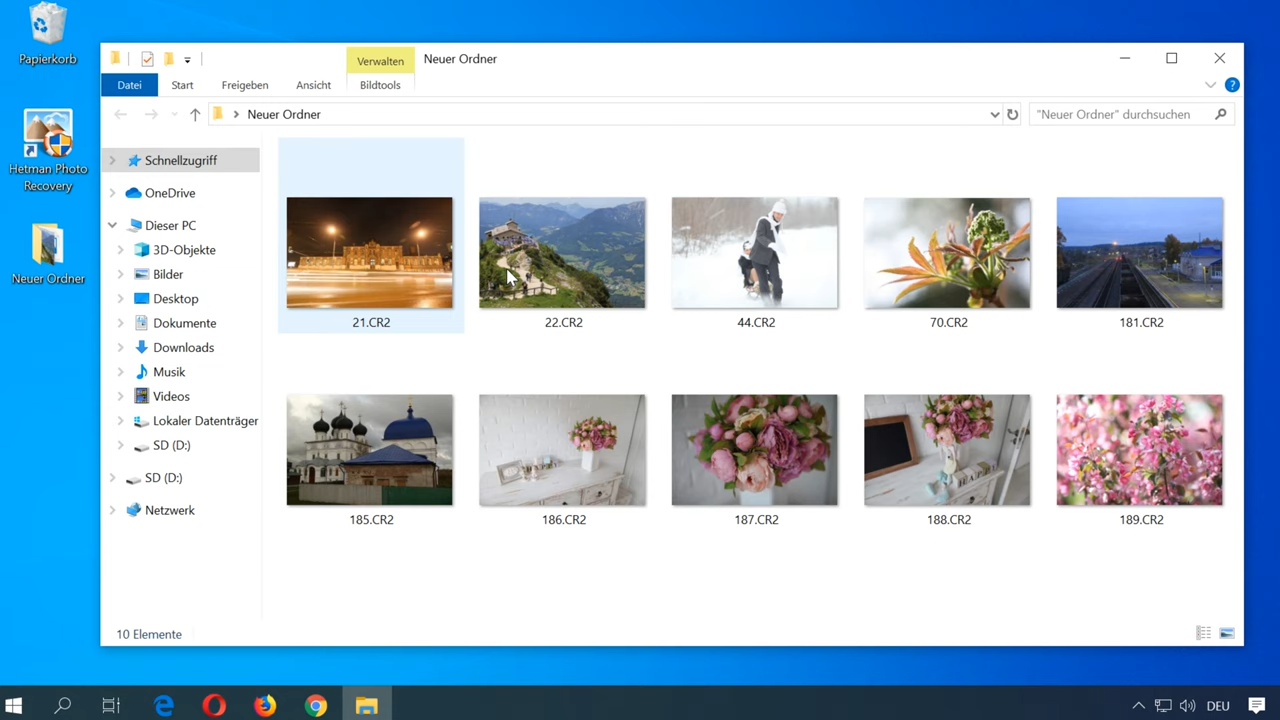 Papierkorb
Hetman Photo
Recovery
Neuer Ordner
Verwalten
Neuer Ordner
Datei
Start
Freigeben
Ansicht
Bildtools
Neuer Ordner
"Neuer Ordner" durchsuchen
Schnellzugriff
OneDrive
Dieser PC
3D-Objekte
Bilder
Desktop
Dokumente
Downloads
Musik
Videos
Lokaler Datenträger
SD (D:)
SD (D:)
Netzwerk
21.CR2
22.CR2
44.CR2
70.CR2
181.CR2
185.CR2
186.CR2
187.CR2
188.CR2
189.CR2
10 Elemente
DEU